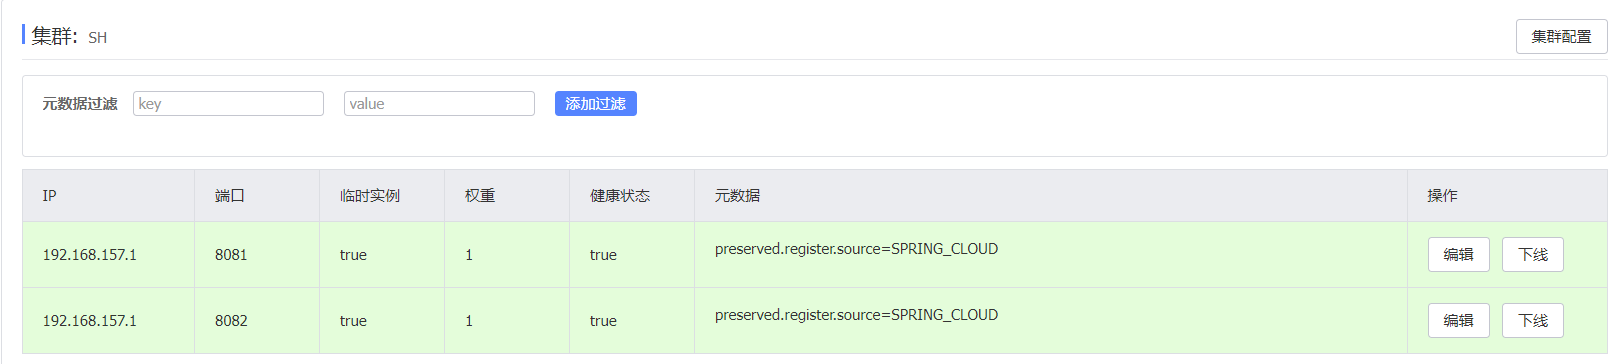 集群: SH
集群配置
元数据过滤 key value 添加过滤
IP 端口 临时实例 权重 健康状态 元数据 操作
192.168.157.1 8081 true 1 true preserved.register.source=SPRING_CLOUD 编辑 下线
192.168.157.1 8082 true 1 true preserved.register.source=SPRING_CLOUD 编辑 下线